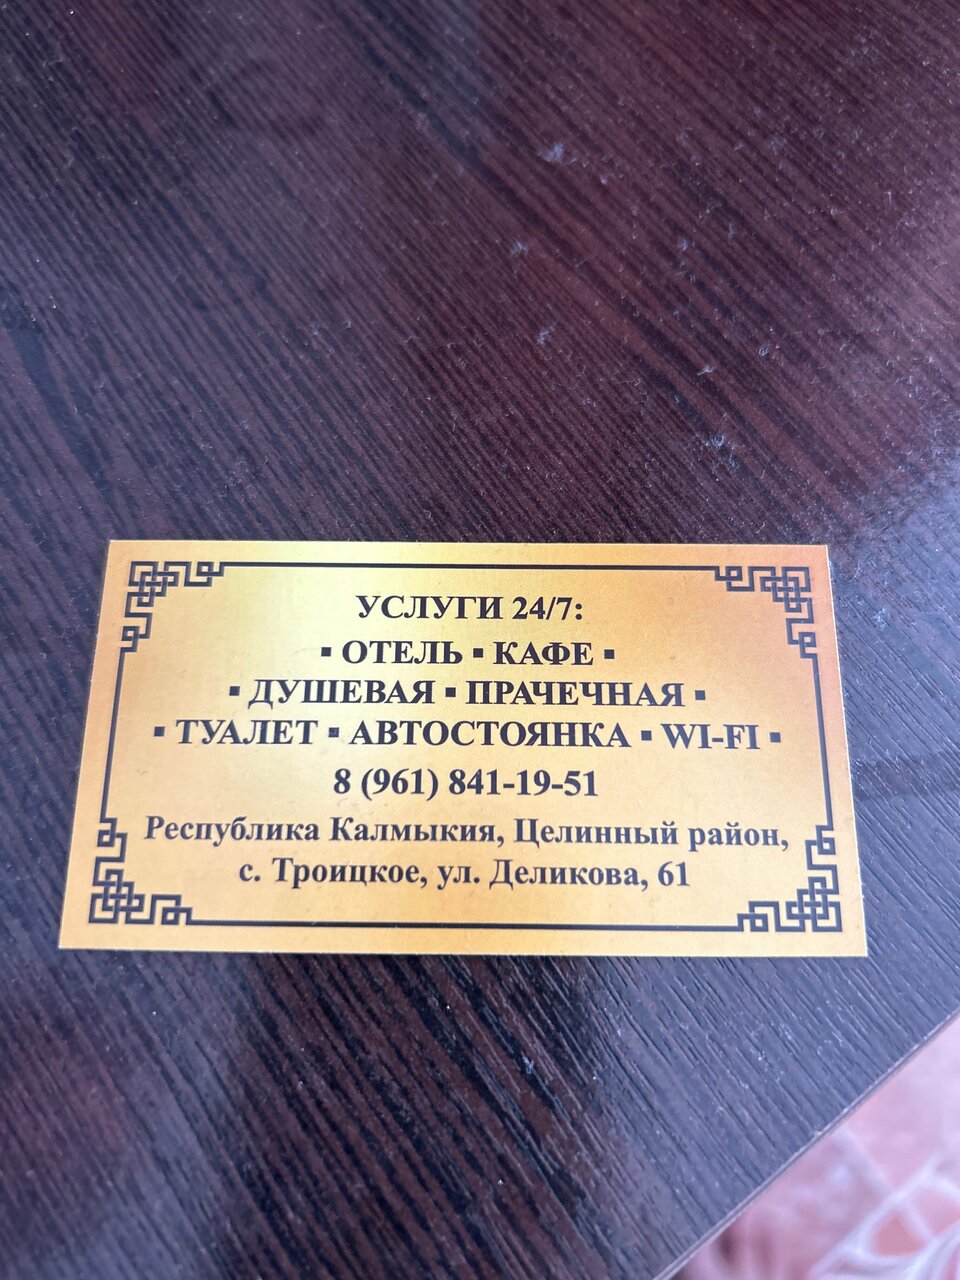 УСЛУГИ 24/7:
▪ ОТЕЛЬ ▪ КАФЕ ▪
▪ ДУШЕВАЯ ▪ ПРАЧЕЧНАЯ ▪
▪ ТУАЛЕТ ▪ АВТОСТОЯНКА ▪ WI-FI ▪
8 (961) 841-19-51
Республика Калмыкия, Целинный район,
с. Троицкое, ул. Деликова, 61